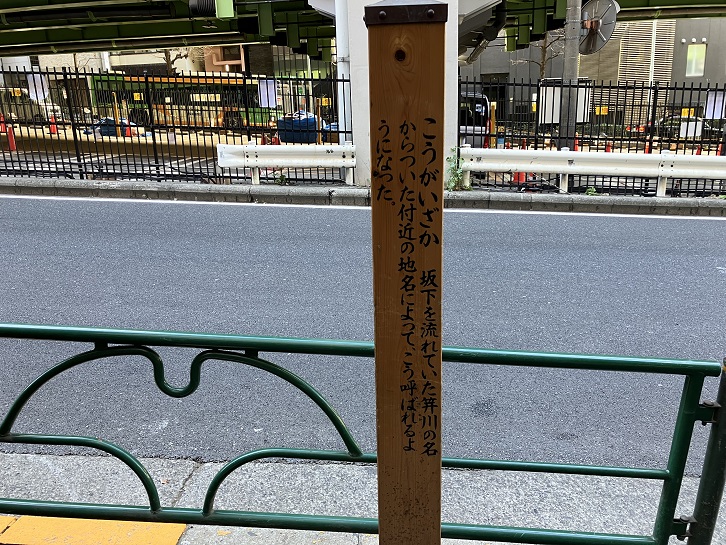 こうがいざか 坂下を流れていた笄川の名
からついた付近の地名によって、こう呼ばれるよ
うになった。